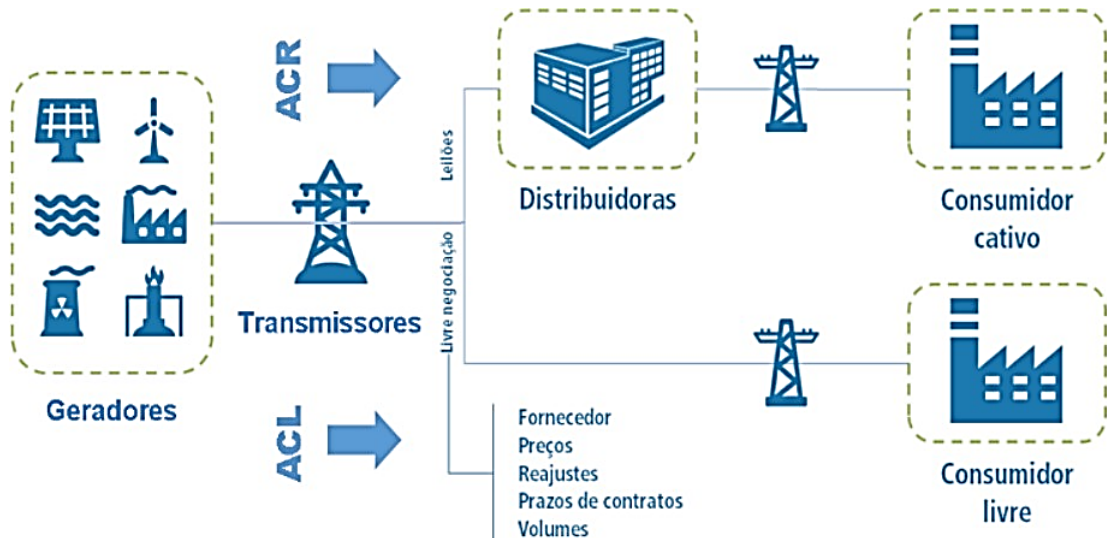 ACR
Leilões
Distribuidoras
Consumidor
cativo
Geradores
Transmissores
Livre negociação
ACL
Fornecedor
Preços
Reajustes
Prazos de contratos
Volumes
Consumidor
livre